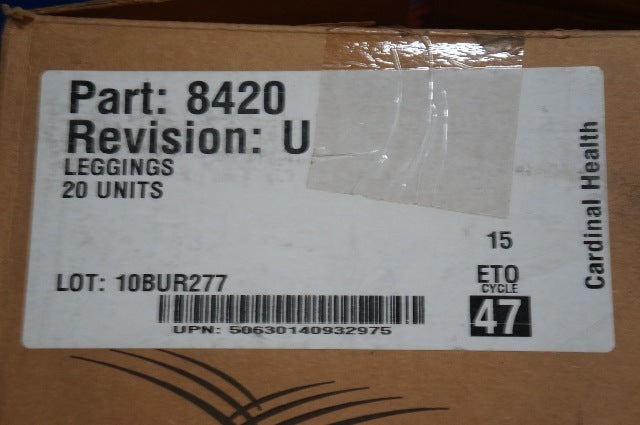 Part: 8420
Revision: U
LEGGINGS
20 UNITS
15
LOT: 10BUR277
ETO
CYCLE
47
UPN: 50630140932975
Cardinal Health